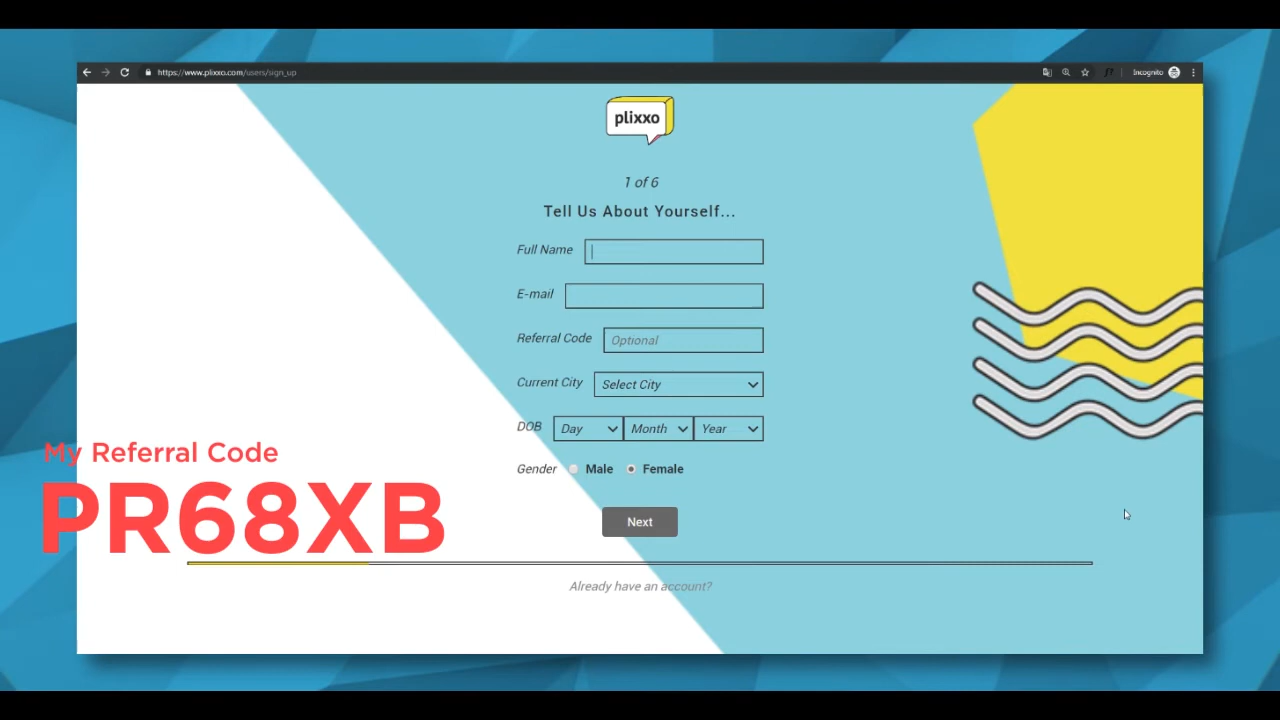 https://www.plixxo.com/users/sign_up
Incognito
plixxo
1 of 6
Tell Us About Yourself...
Full Name
E-mail
Referral Code Optional
Current City Select City
DOB Day Month Year
Gender Male Female
My Referral Code
PR68XB
Next
Already have an account?